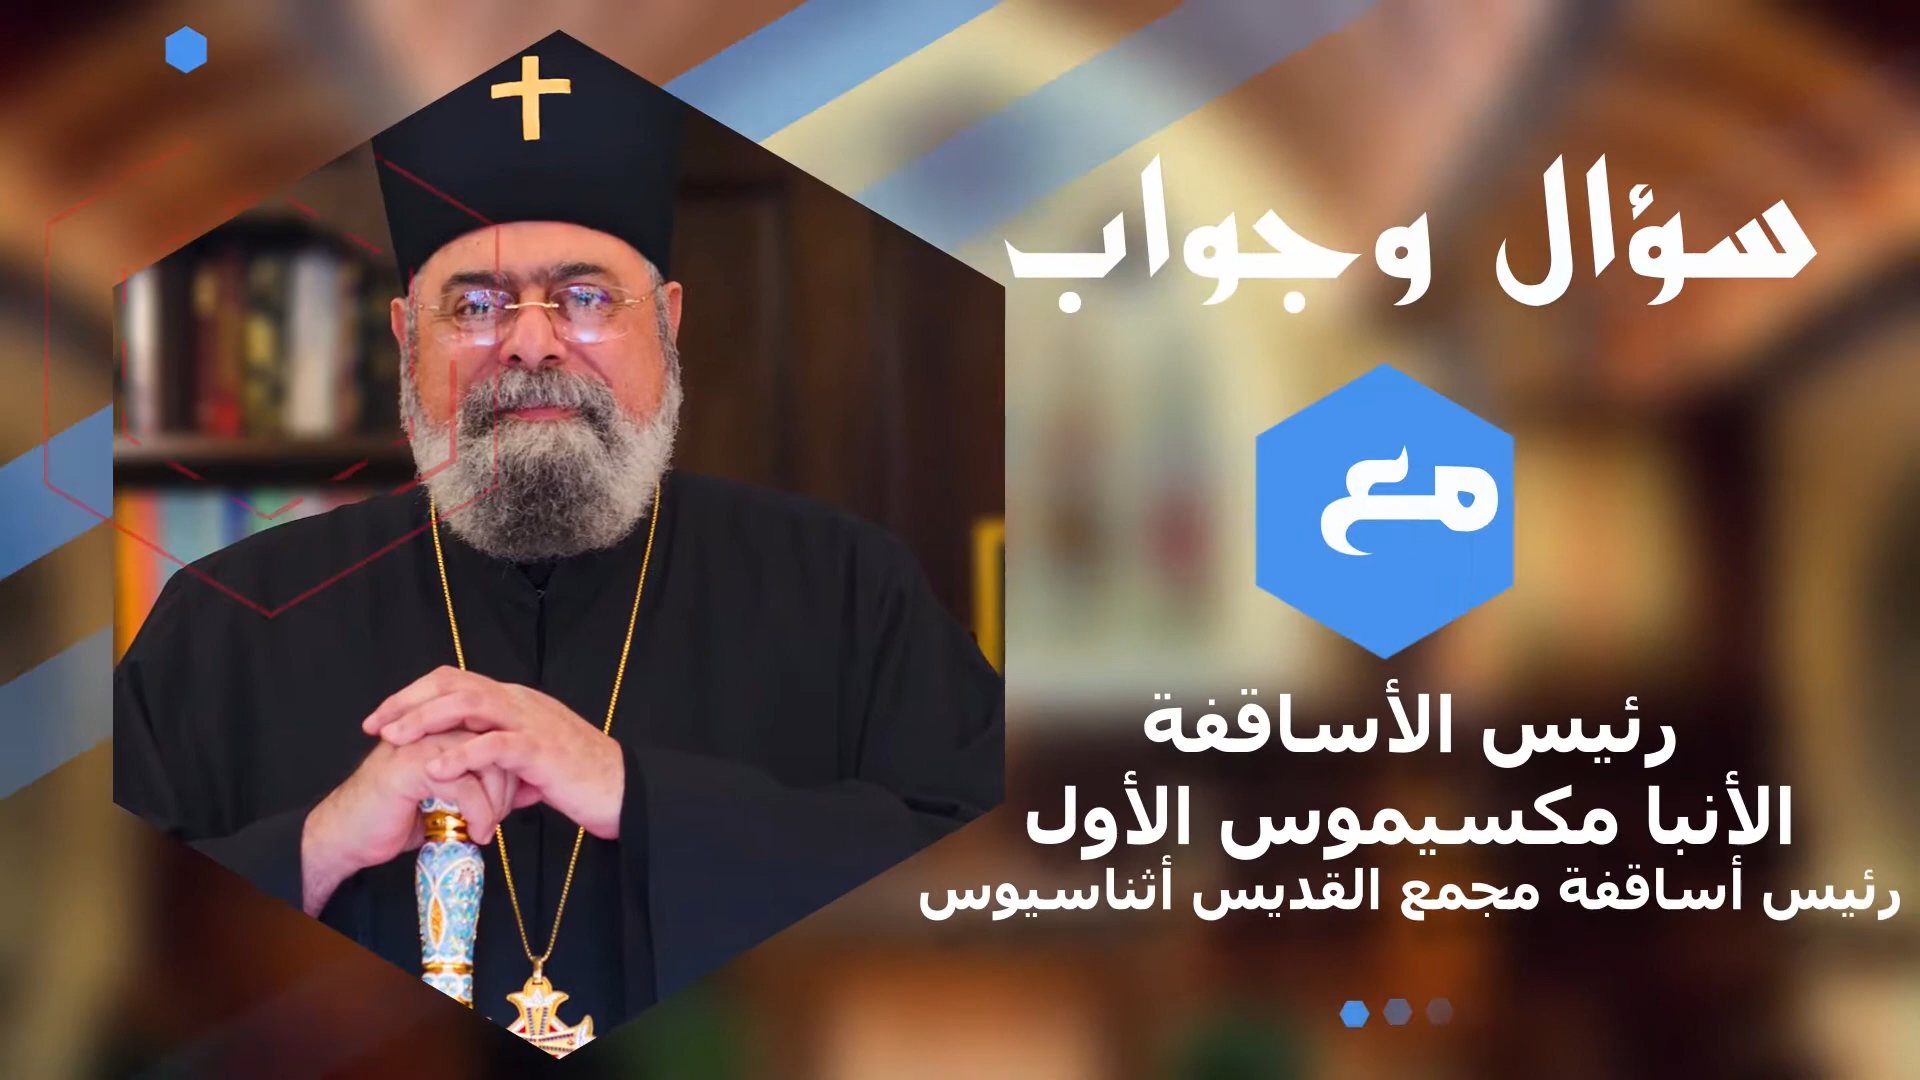 سؤال وجواب
مع
رئيس الأساقفة
الأنبا مكسيموس الأول
رئيس أساقفة مجمع القديس أثناسيوس